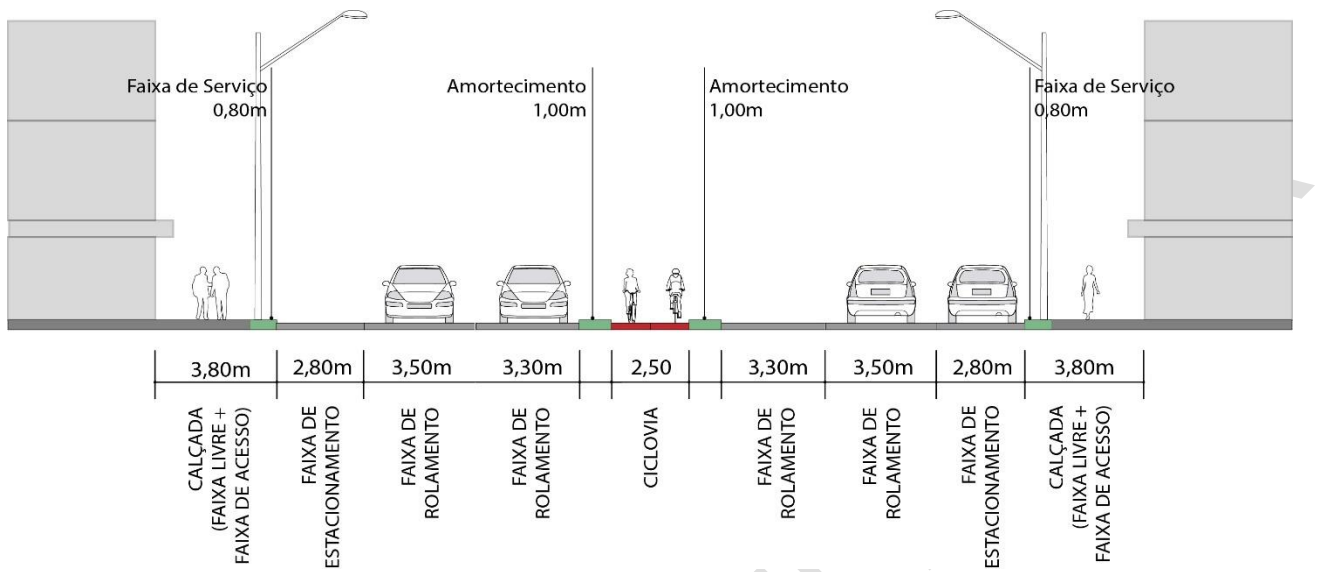 Faixa de Serviço
0,80m
Amortecimento
1,00m
Amortecimento
1,00m
Faixa de Serviço
0,80m
3,80m
2,80m
3,50m
3,30m
2,50
3,30m
3,50m
2,80m
3,80m
CALÇADA
(FAIXA LIVRE +
FAIXA DE ACESSO)
FAIXA DE
ESTACIONAMENTO
FAIXA DE
ROLAMENTO
FAIXA DE
ROLAMENTO
CICLOVIA
FAIXA DE
ROLAMENTO
FAIXA DE
ROLAMENTO
FAIXA DE
ESTACIONAMENTO
CALÇADA
(FAIXA LIVRE +
FAIXA DE ACESSO)